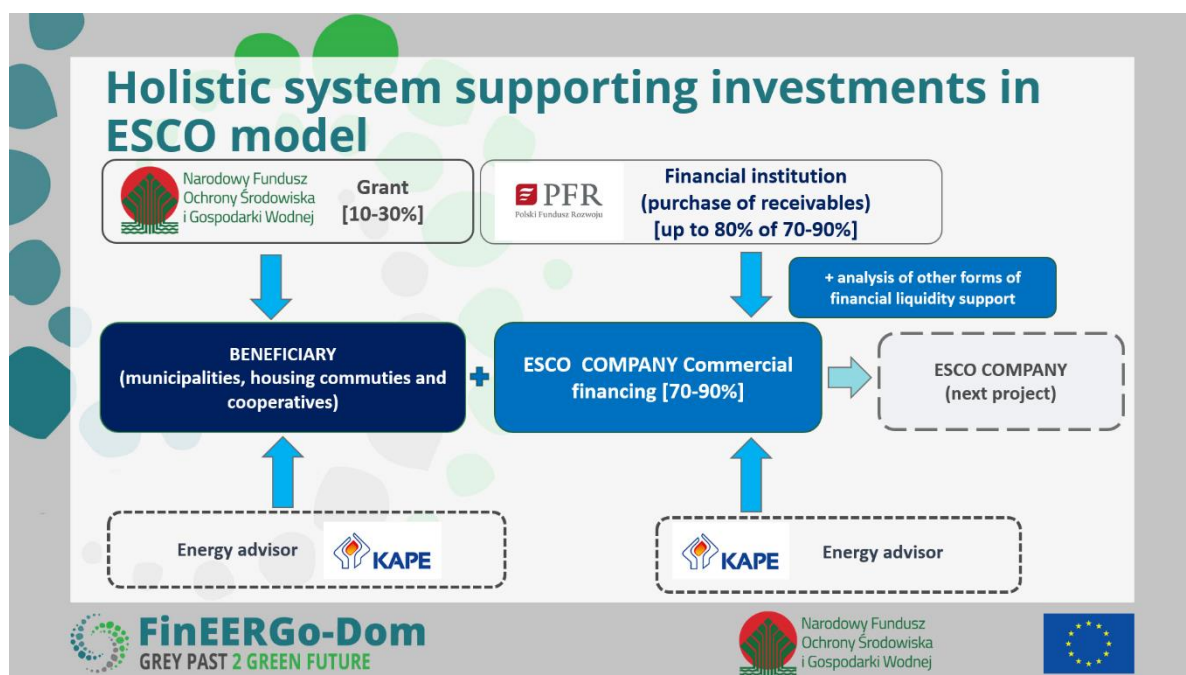 Holistic system supporting investments in
ESCO model
Narodowy Fundusz
Ochrony Środowiska
i Gospodarki Wodnej
Grant
[10-30%]
PFR
Polski Fundusz Rozwoju
Financial institution
(purchase of receivables)
[up to 80% of 70-90%]
+ analysis of other forms of
financial liquidity support
BENEFICIARY
(municipalities, housing commuties and
cooperatives)
+
ESCO COMPANY Commercial
financing [70-90%]
ESCO COMPANY
(next project)
Energy advisor
KAPE
KAPE
Energy advisor
FinEERGo-Dom
GREY PAST 2 GREEN FUTURE
Narodowy Fundusz
Ochrony Środowiska
i Gospodarki Wodnej